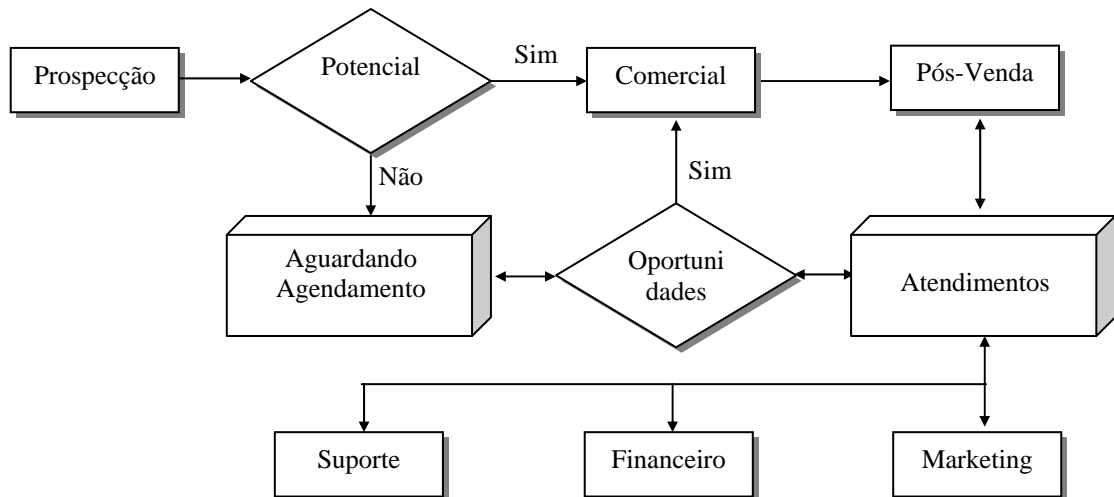 Prospecção
Potencial
Sim
Comercial
Pós-Venda
Não
Sim
Aguardando
Agendamento
Oportuni
dades
Atendimentos
Suporte
Financeiro
Marketing